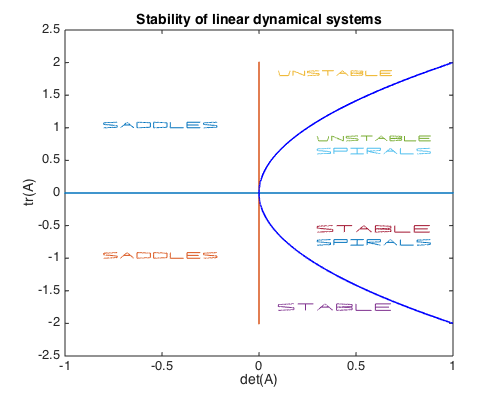 Stability of linear dynamical systems
2.5
2
UNSTABLE
1.5
1
SADDLES
UNSTABLE
SPIRALS
0.5
tr(A)
0
-0.5
STABLE
SPIRALS
-1
SADDLES
-1.5
STABLE
-2
-2.5
-1
-0.5
0
0.5
1
det(A)